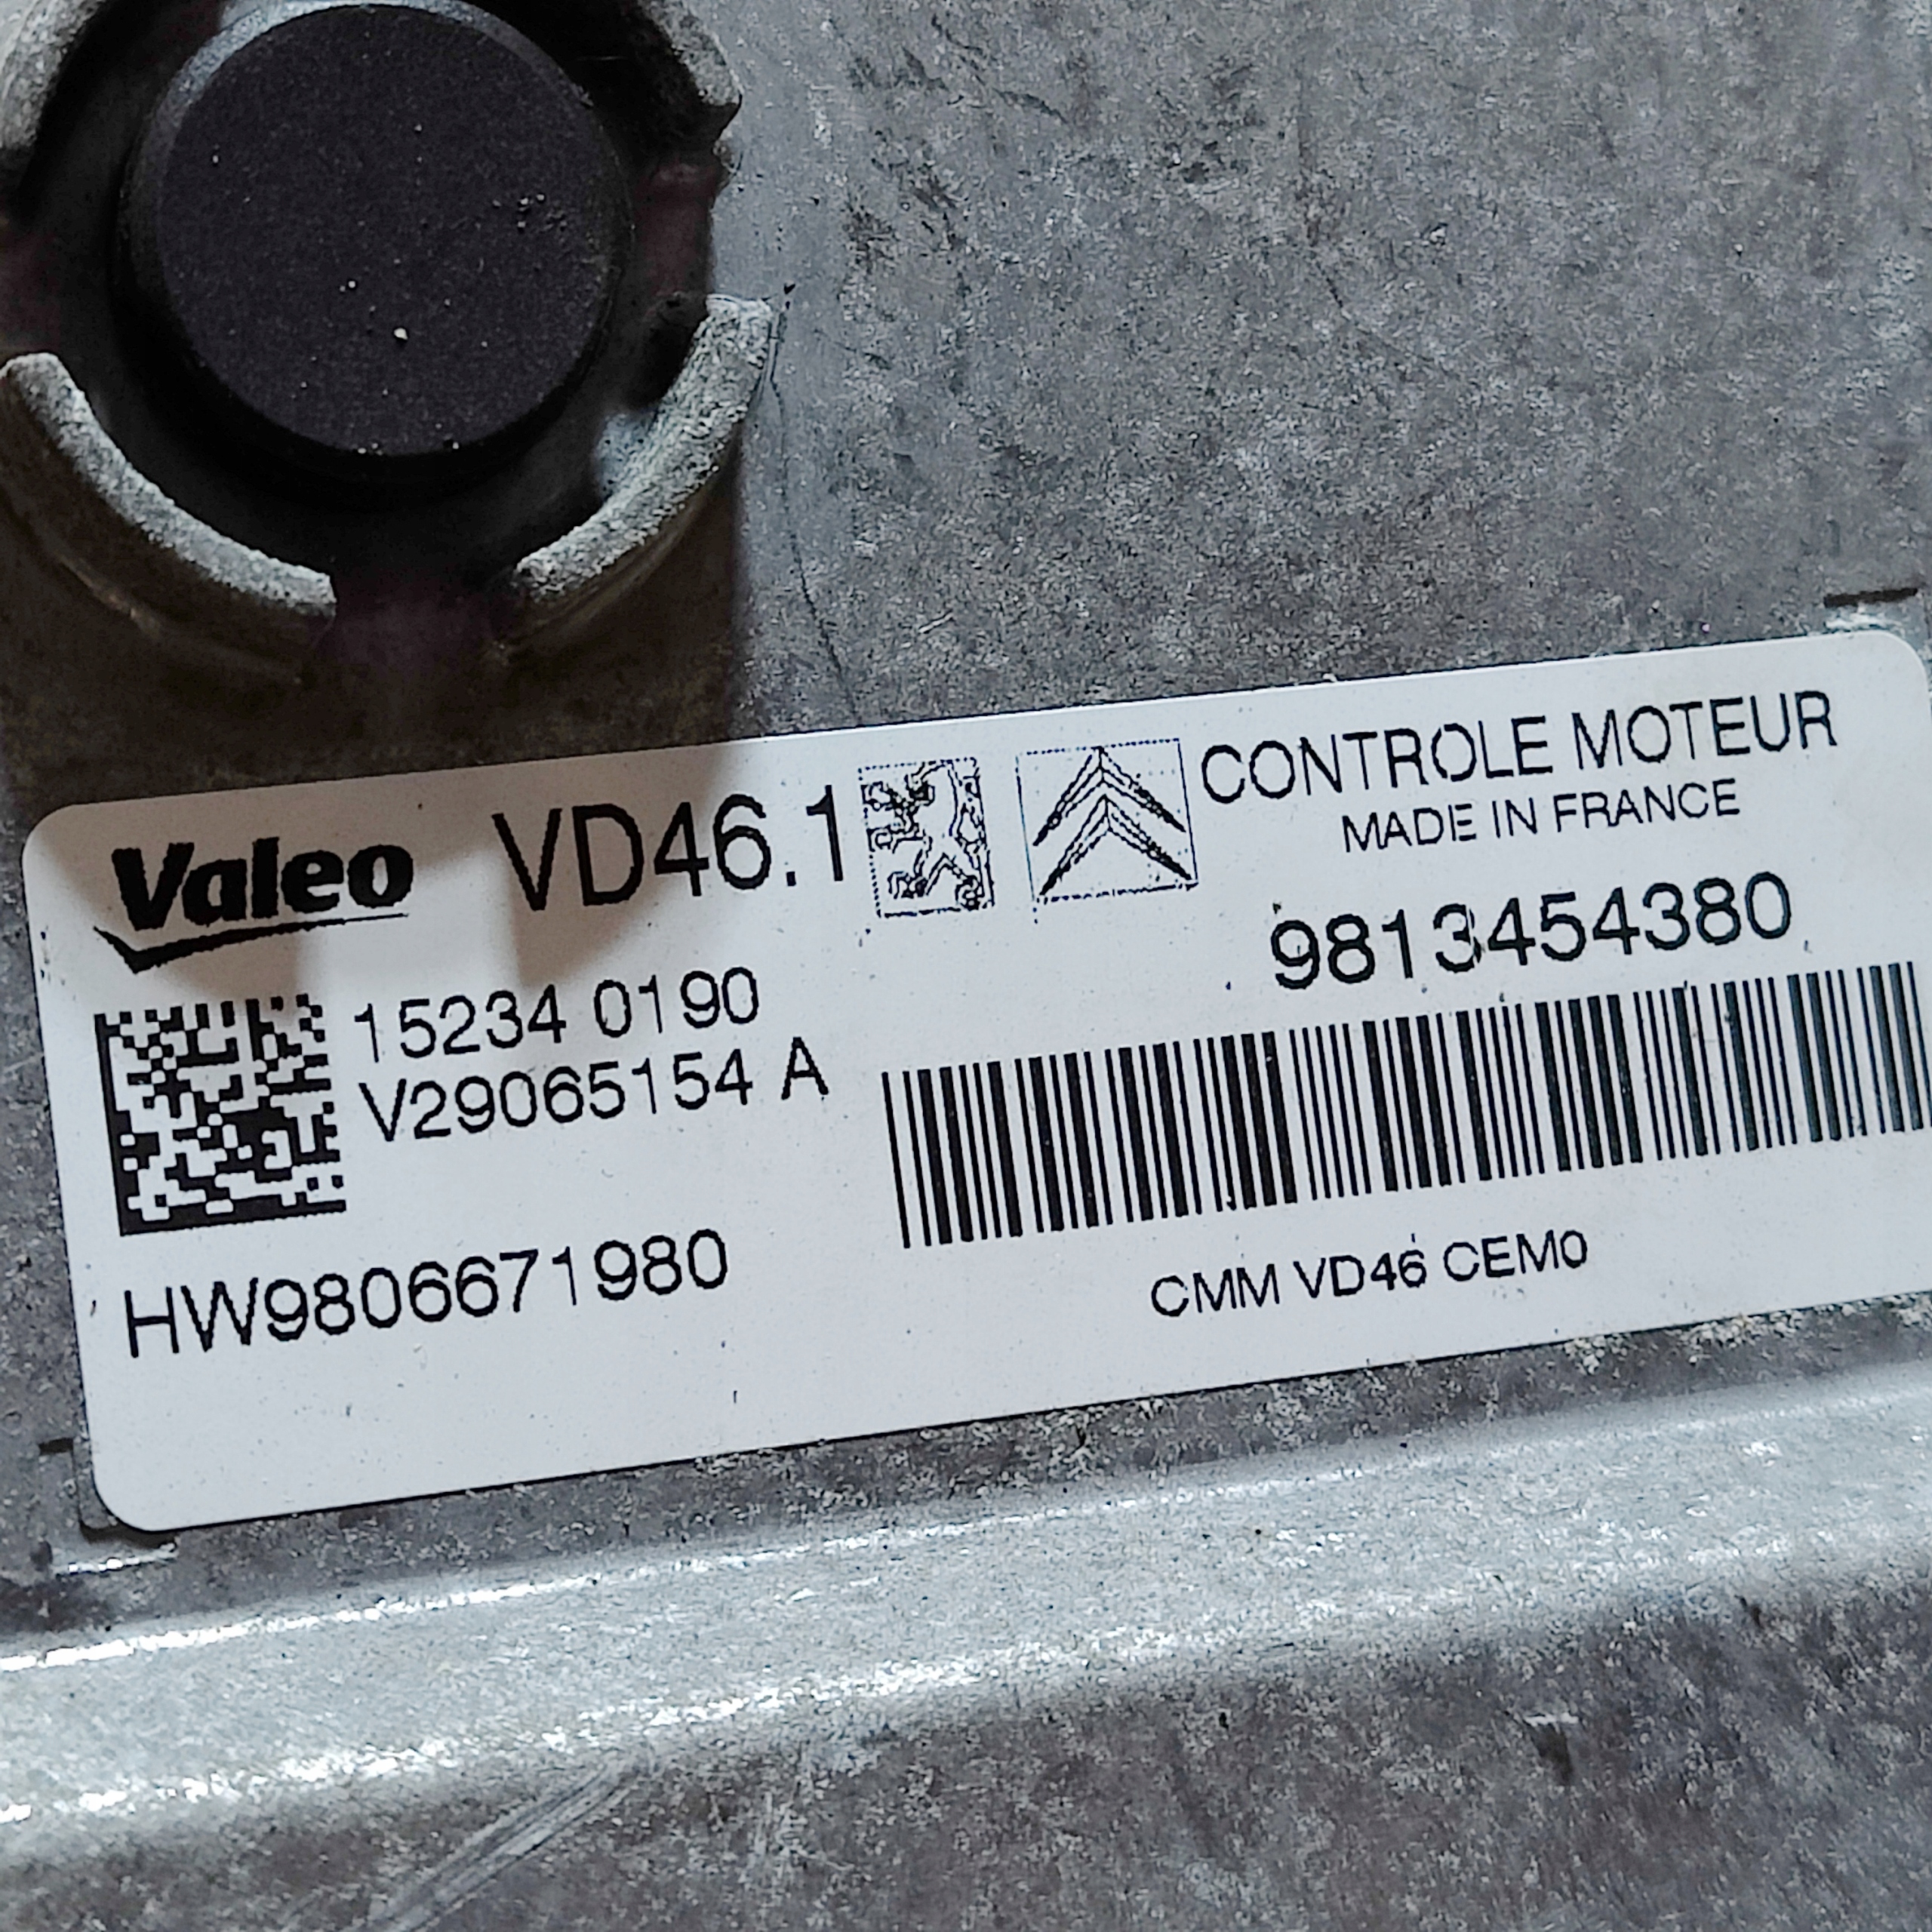 Valeo VD46.1
CONTROLE MOTEUR
MADE IN FRANCE
15234 0190
V29065154 A
HW9806671980
9813454380
CMM VD46 CEM0